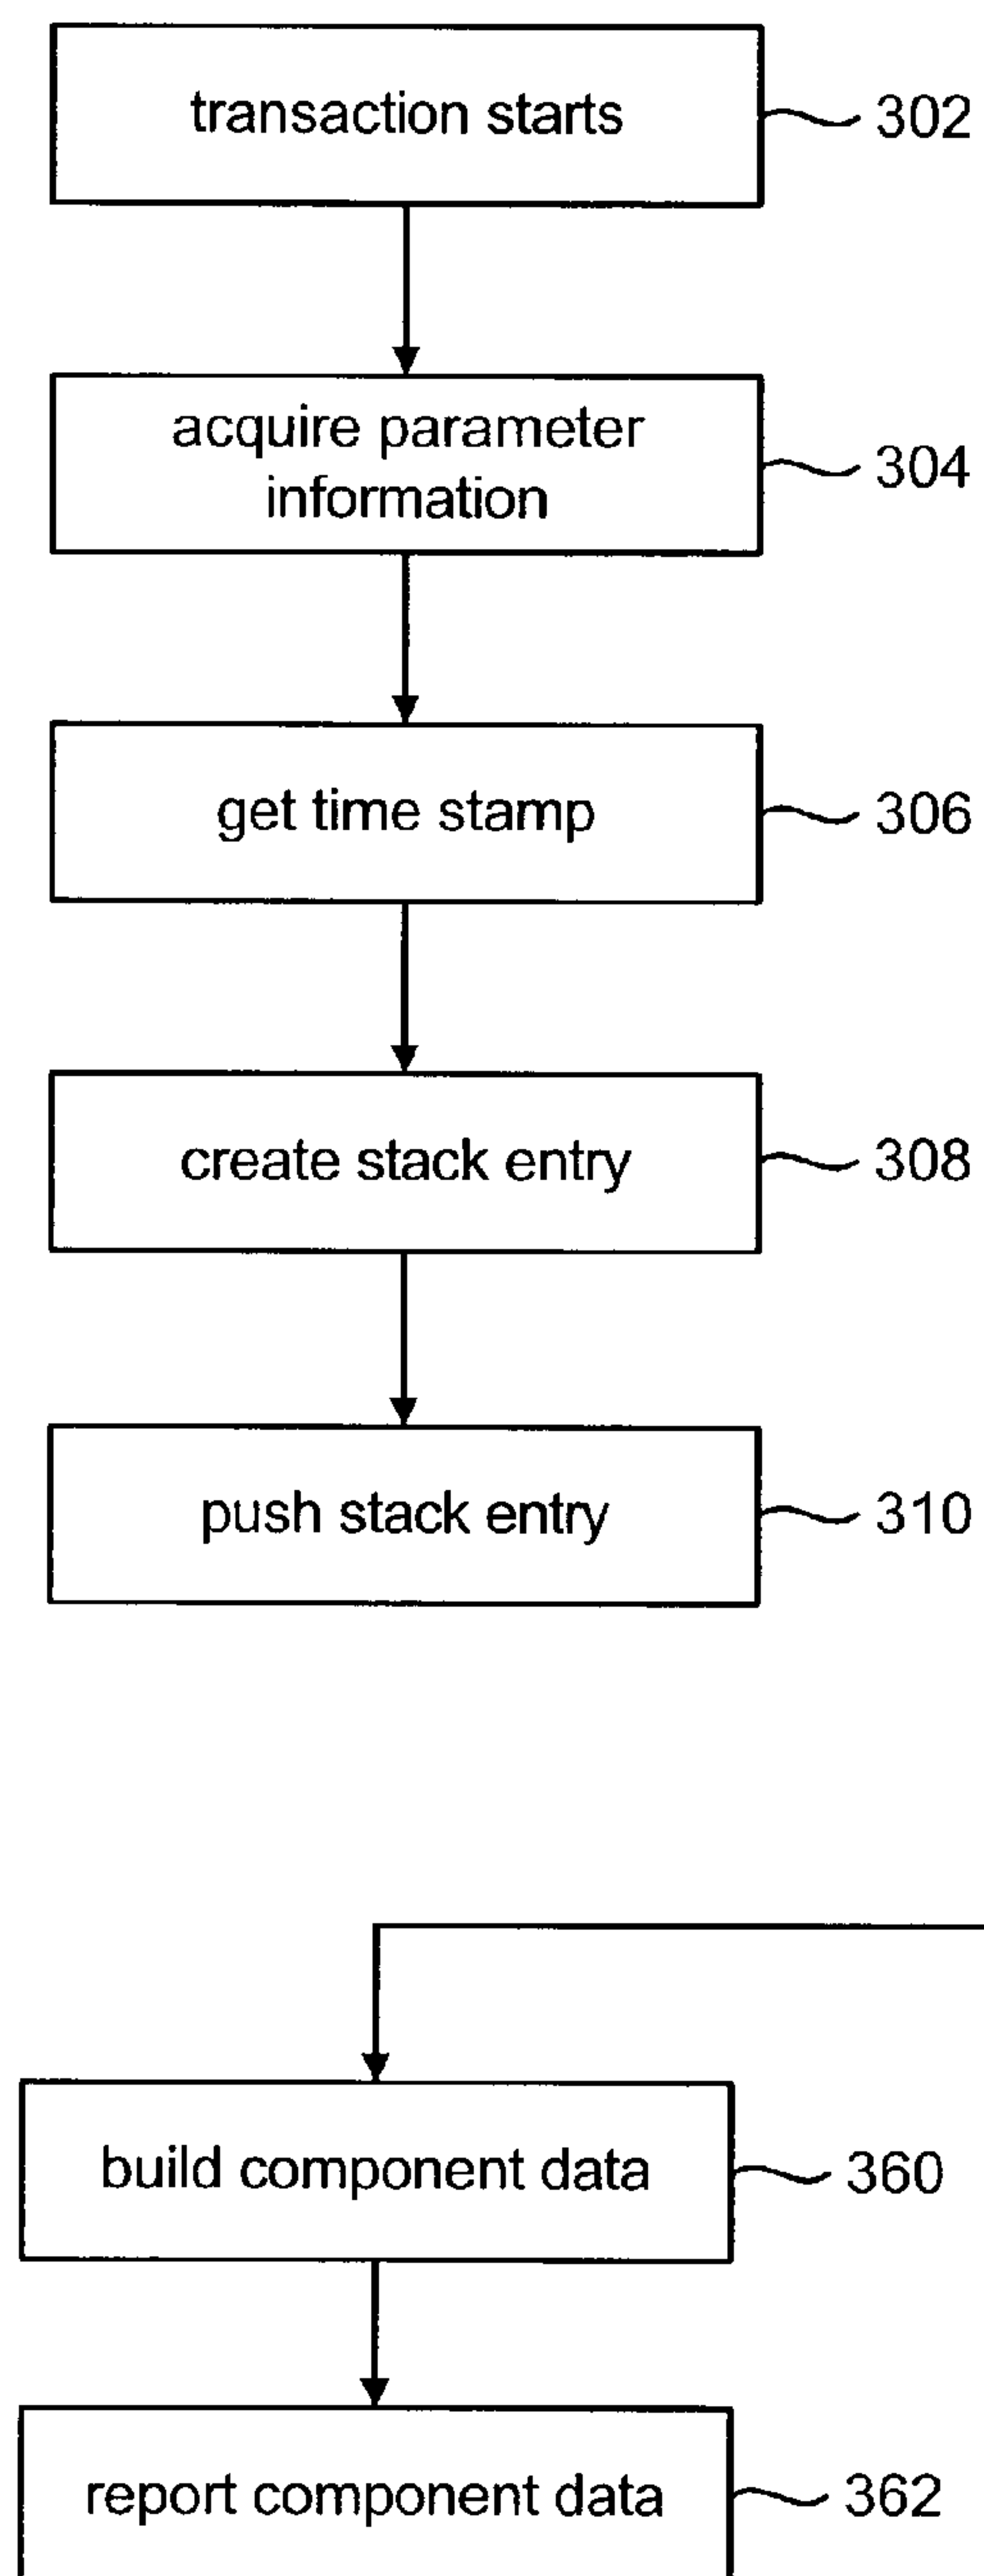 transaction starts
302
acquire parameter
information
304
get time stamp
306
create stack entry
308
push stack entry
310
build component data
360
report component data
362